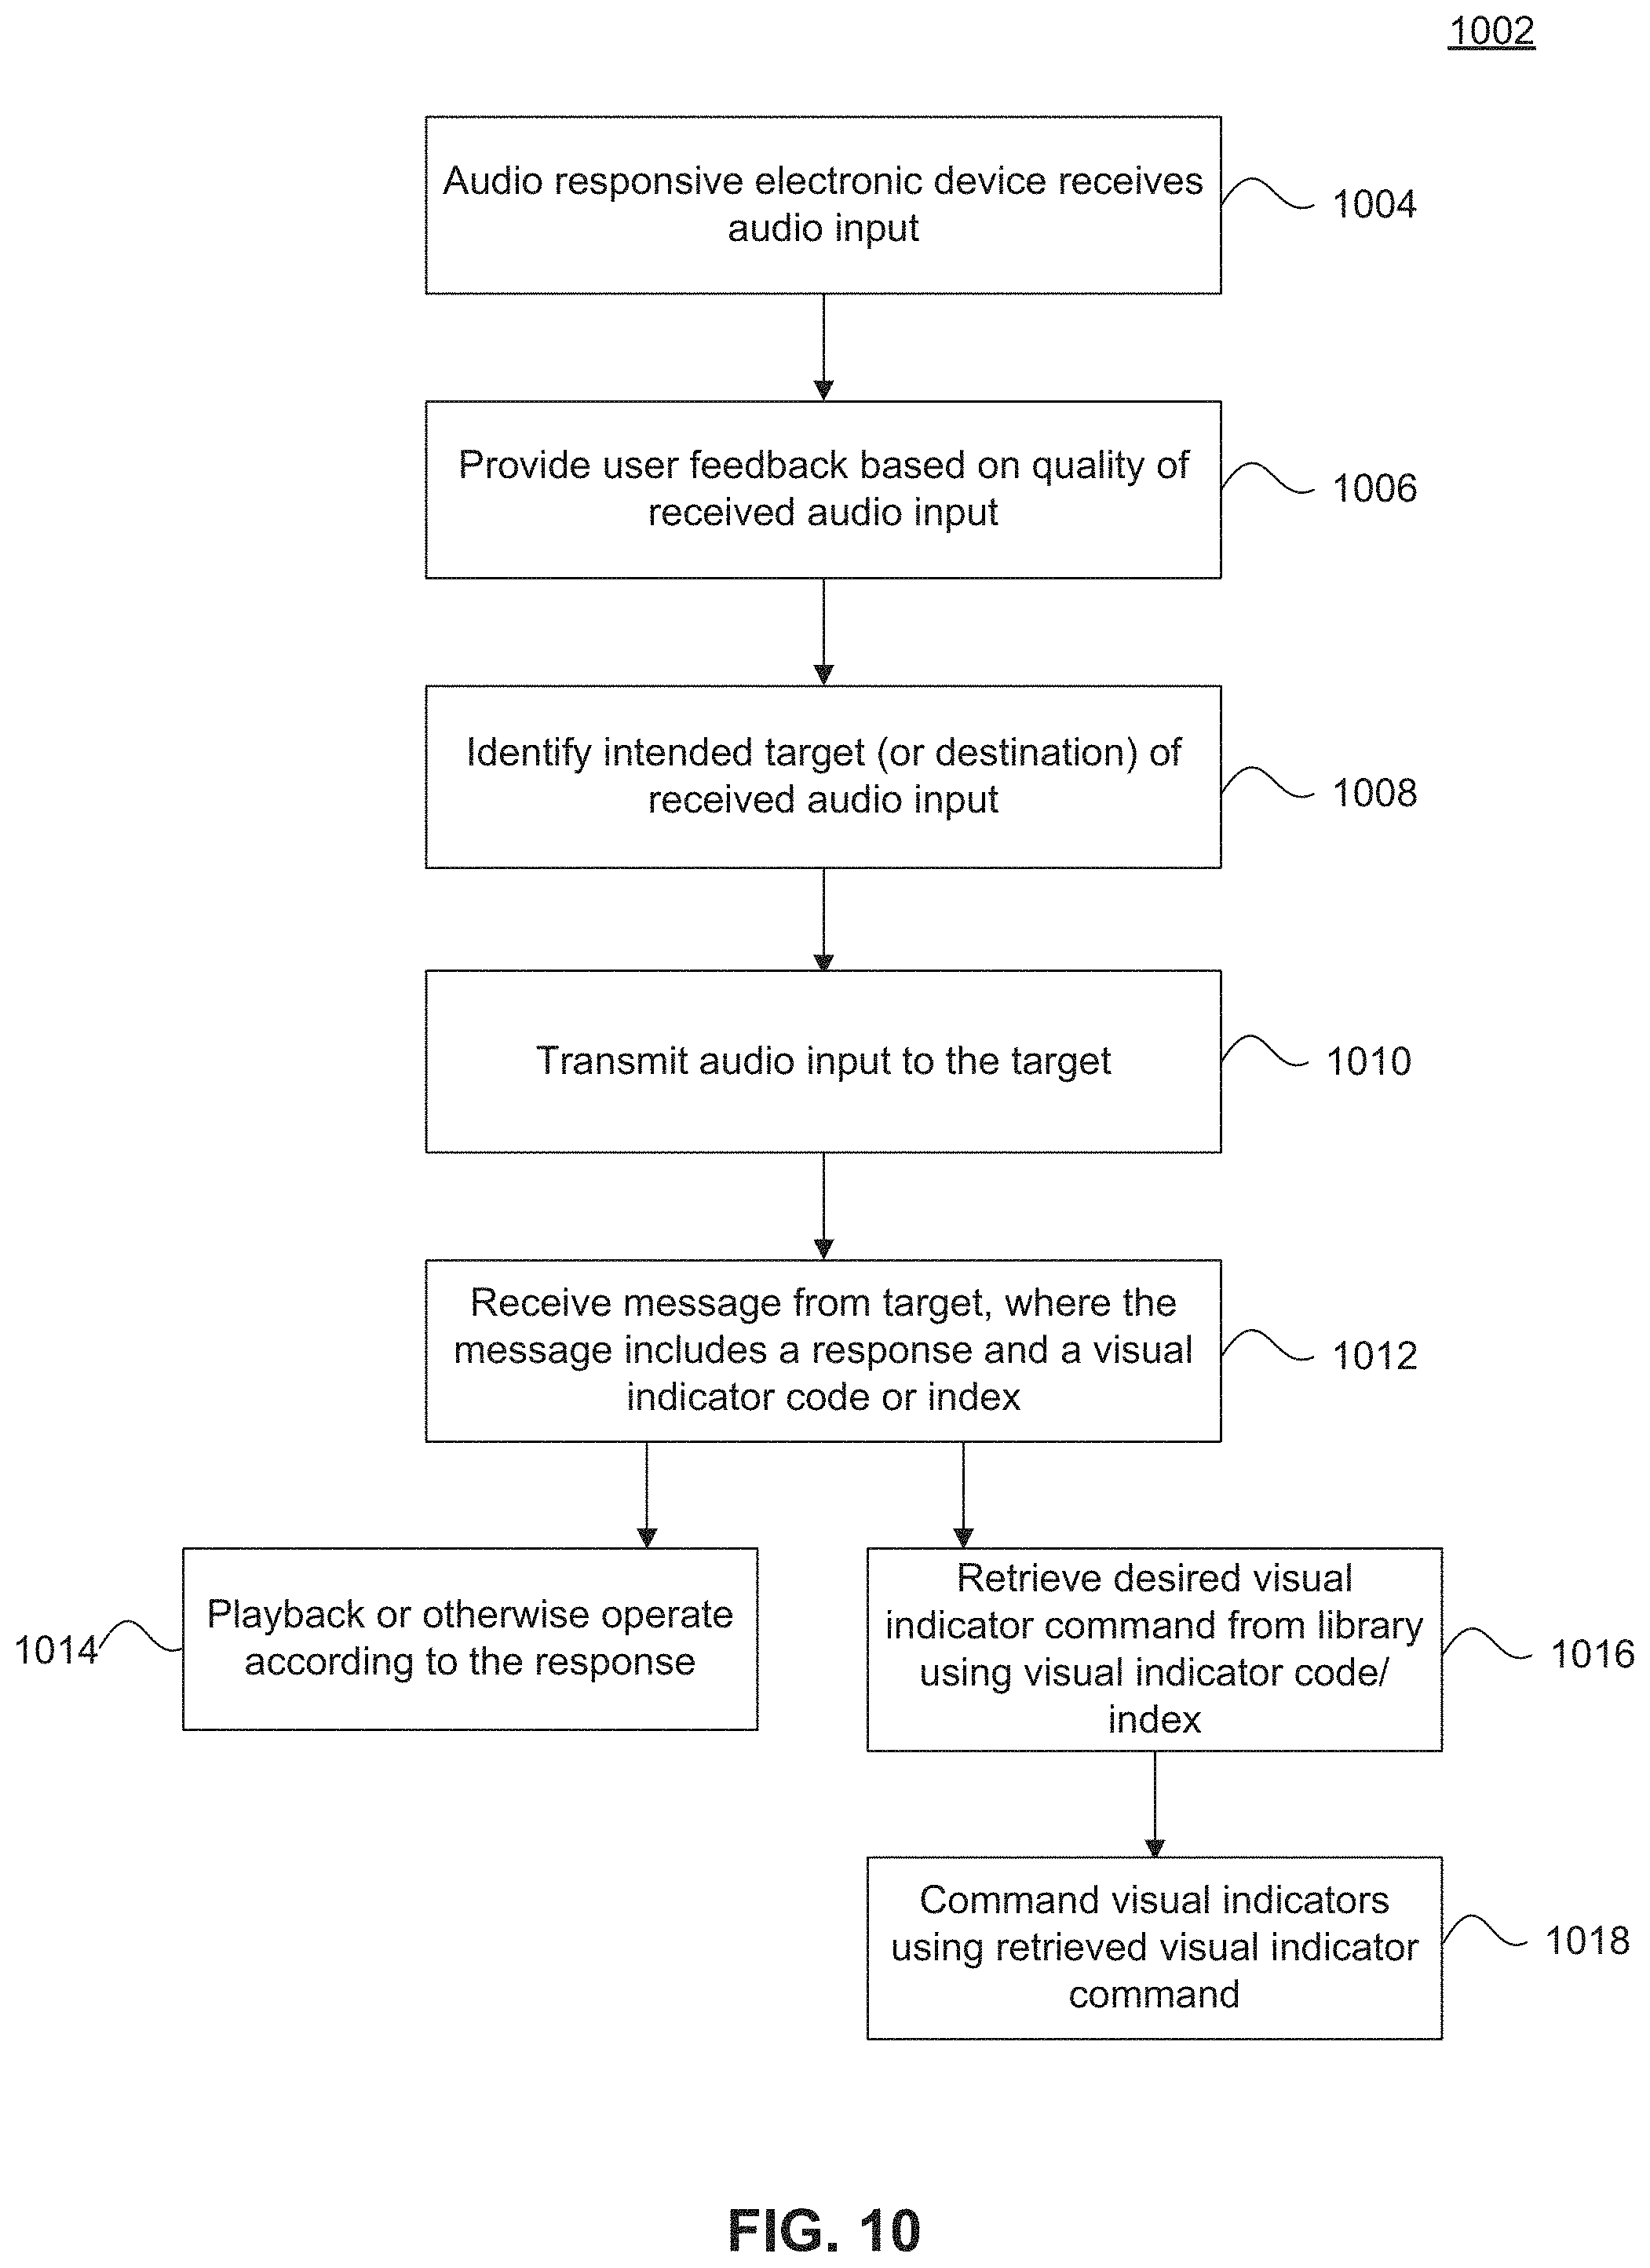 1002
Audio responsive electronic device receives
audio input
1004
Provide user feedback based on quality of
received audio input
1006
Identify intended target (or destination) of
received audio input
1008
Transmit audio input to the target
1010
Receive message from target, where the
message includes a response and a visual
indicator code or index
1012
Playback or otherwise operate
according to the response
1014
Retrieve desired visual
indicator command from library
using visual indicator code/
index
1016
Command visual indicators
using retrieved visual indicator
command
1018
FIG. 10